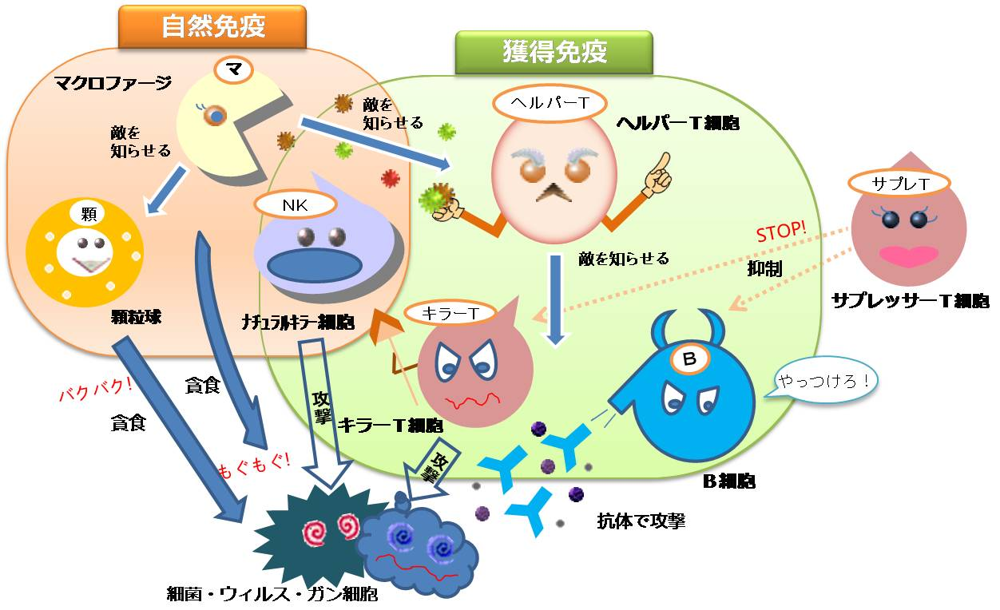 自然免疫
獲得免疫
マ
マクロファージ
敵を
知らせる
敵を
知らせる
ヘルパーT
ヘルパーT細胞
サプレT
STOP!
抑制
サプレッサーT細胞
顆
顆粒球
NK
ナチュラルキラー細胞
敵を知らせる
キラーT
キラーT細胞
B
やっつけろ！
B細胞
バクバク!
貪食
貪食
もぐもぐ!
攻撃
攻撃
抗体で攻撃
細菌・ウィルス・ガン細胞